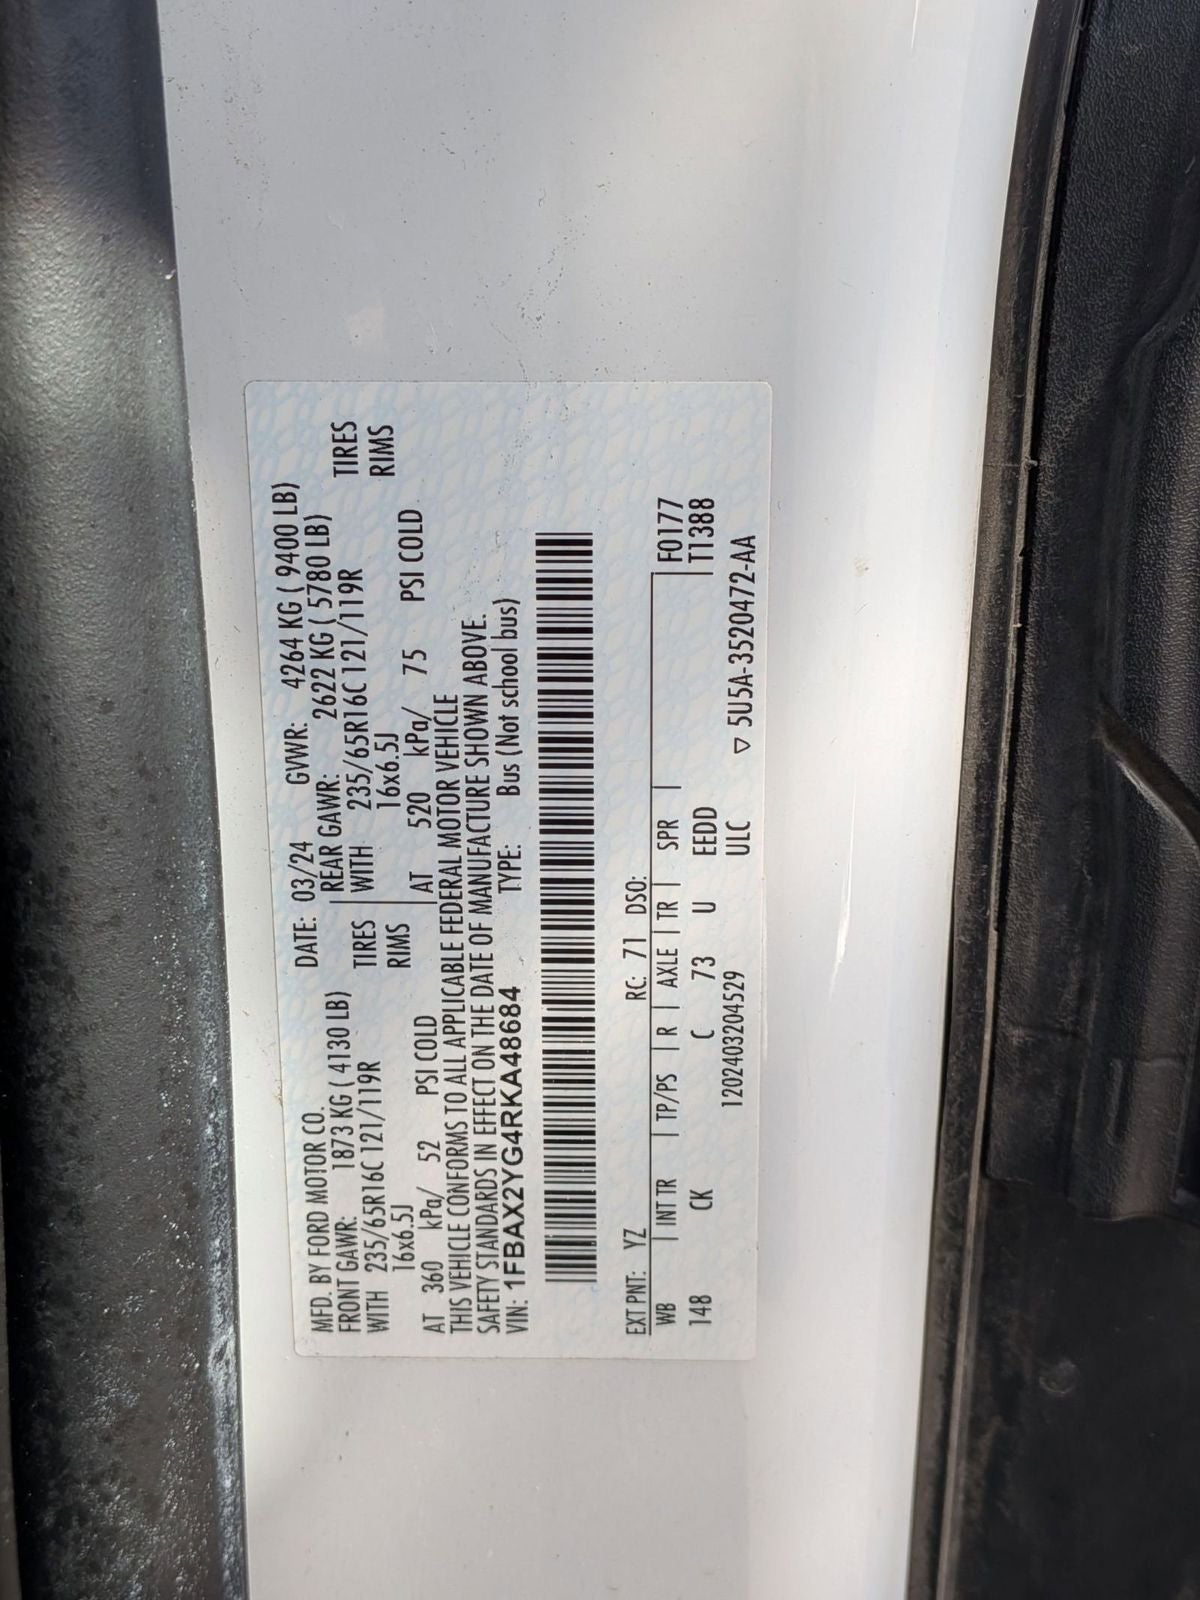 MFD. BY FORD MOTOR CO. DATE: 03/24 GVWR: 4264 KG ( 9400 LB)
FRONT GAWR: 1873 KG ( 4130 LB) REAR GAWR: 2622 KG ( 5780 LB)
WITH 235/65R16C 121/119R TIRES WITH 235/65R16C 121/119R TIRES
16x6.5J RIMS 16x6.5J RIMS
AT 360 kPa/ 52 PSI COLD AT 520 kPa/ 75 PSI COLD
THIS VEHICLE CONFORMS TO ALL APPLICABLE FEDERAL MOTOR VEHICLE
SAFETY STANDARDS IN EFFECT ON THE DATE OF MANUFACTURE SHOWN ABOVE.
VIN: 1FBAX2YG4RKA48684 TYPE: Bus (Not school bus)
EXT PNT: YZ RC: 71 DSO:
WB | INT TR | TP/PS | R | AXLE | TR | SPR | F0177
148 CK C 73 U EEDD T1388
1202403204529 ULC ▽ 5U5A-3520472-AA